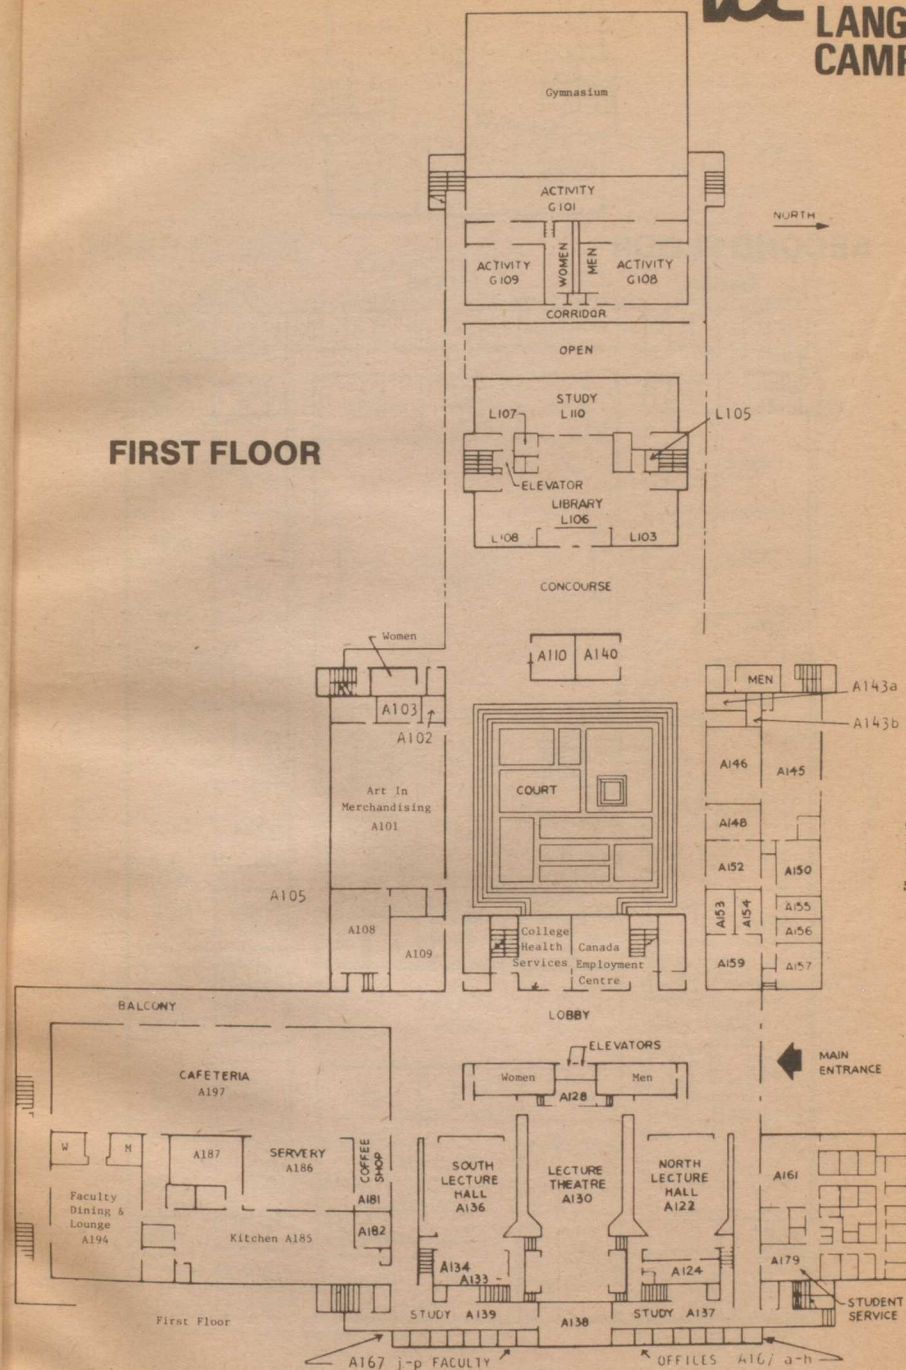 LANG
CAMP
Gymnasium
ACTIVITY
G101
NORTH
ACTIVITY
G109
WOMEN
MEN
ACTIVITY
G108
CORRIDOR
OPEN
STUDY
L110
L107
L105
FIRST FLOOR
ELEVATOR
LIBRARY
L106
L108
L103
CONCOURSE
Women
A110
A140
MEN
A143a
A103
A102
A143b
A146
A145
COURT
Art In
Merchandising
A101
A148
A152
A150
A105
A153
A154
A155
A156
A108
A109
College
Health
Services
Canada
Employment
Centre
A159
A157
BALCONY
LOBBY
ELEVATORS
MAIN
ENTRANCE
CAFETERIA
A197
Women
Men
A128
W
M
A187
SERVERY
A186
COFFEE
SHOP
SOUTH
LECTURE
HALL
A136
LECTURE
THEATRE
A130
NORTH
LECTURE
HALL
A122
A161
Faculty
Dining &
Lounge
A194
A181
Kitchen A185
A182
A134
A133
A124
A179
STUDENT
SERVICE
First Floor
STUDY A139
A138
STUDY A137
A167 j-p FACULTY
OFFICES A167 a-h